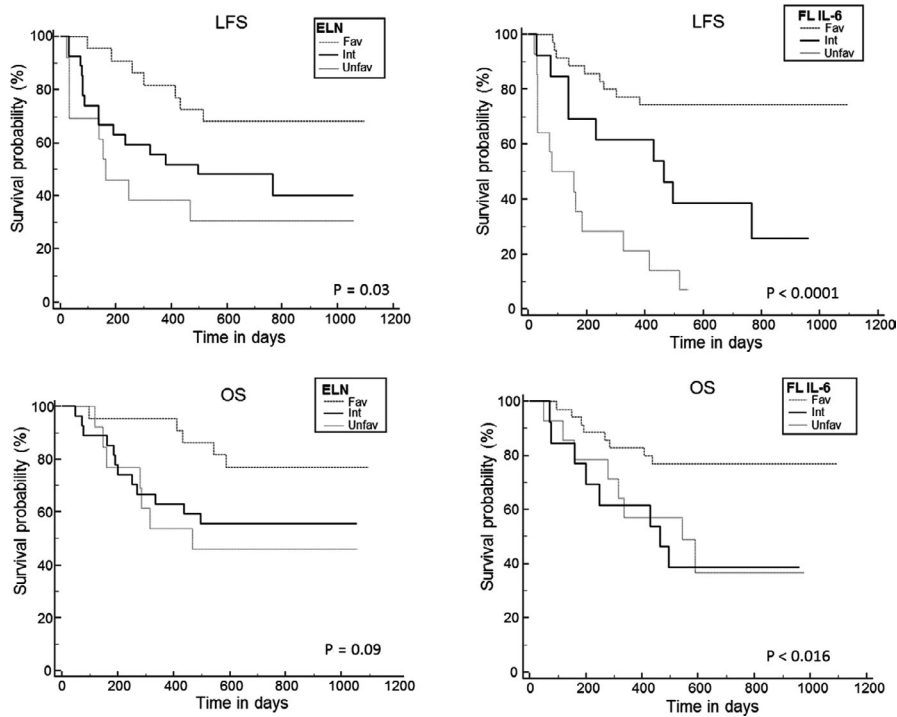 LFS
ELN
Fav
Int
Unfav
Survival probability (%)
100
80
60
40
20
0
P = 0.03
0 200 400 600 800 1000 1200
Time in days
LFS
FL IL-6
Fav
Int
Unfav
Survival probability (%)
100
80
60
40
20
0
P < 0.0001
0 200 400 600 800 1000 1200
Time in days
OS
ELN
Fav
Int
Unfav
Survival probability (%)
100
80
60
40
20
0
P = 0.09
0 200 400 600 800 1000 1200
Time in days
OS
FL IL-6
Fav
Int
Unfav
Survival probability (%)
100
80
60
40
20
0
P < 0.016
0 200 400 600 800 1000 1200
Time in days